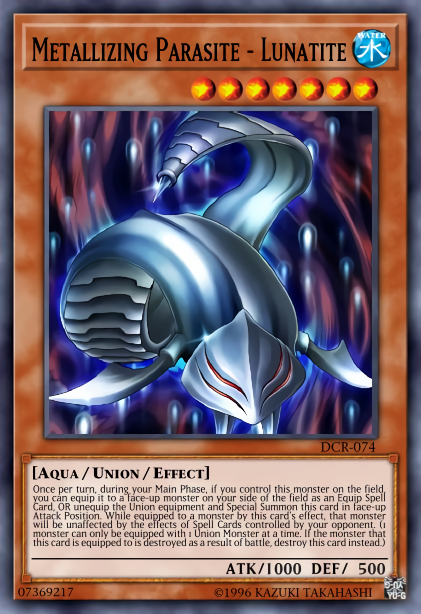 Metallizing Parasite - Lunatite
WATER
水
DCR-074
[Aqua / Union / Effect]
Once per turn, during your Main Phase, if you control this monster on the field,
you can equip it to a face-up monster on your side of the field as an Equip Spell
Card, OR unequip the Union equipment and Special Summon this card in face-up
Attack Position. While equipped to a monster by this card's effect, that monster
will be unaffected by the effects of Spell Cards controlled by your opponent. (1
monster can only be equipped with 1 Union Monster at a time. If the monster that
this card is equipped to is destroyed as a result of battle, destroy this card instead.)
ATK/1000 DEF/ 500
07369217
©1996 KAZUKI TAKAHASHI